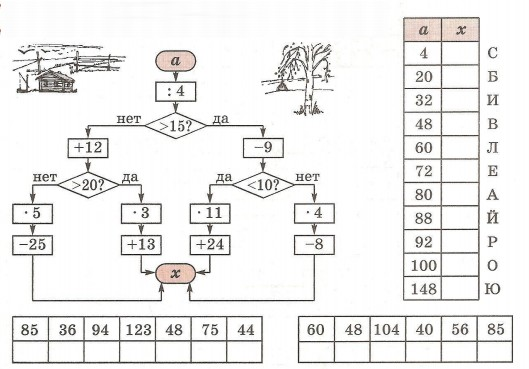 a
: 4
нет >15? да
+12 −9
нет >20? да да <10? нет
· 5 · 3 · 11 · 4
−25 +13 +24 −8
x
a x
4 С
20 Б
32 И
48 В
60 Л
72 Е
80 А
88 Й
92 Р
100 О
148 Ю
85 36 94 123 48 75 44
60 48 104 40 56 85